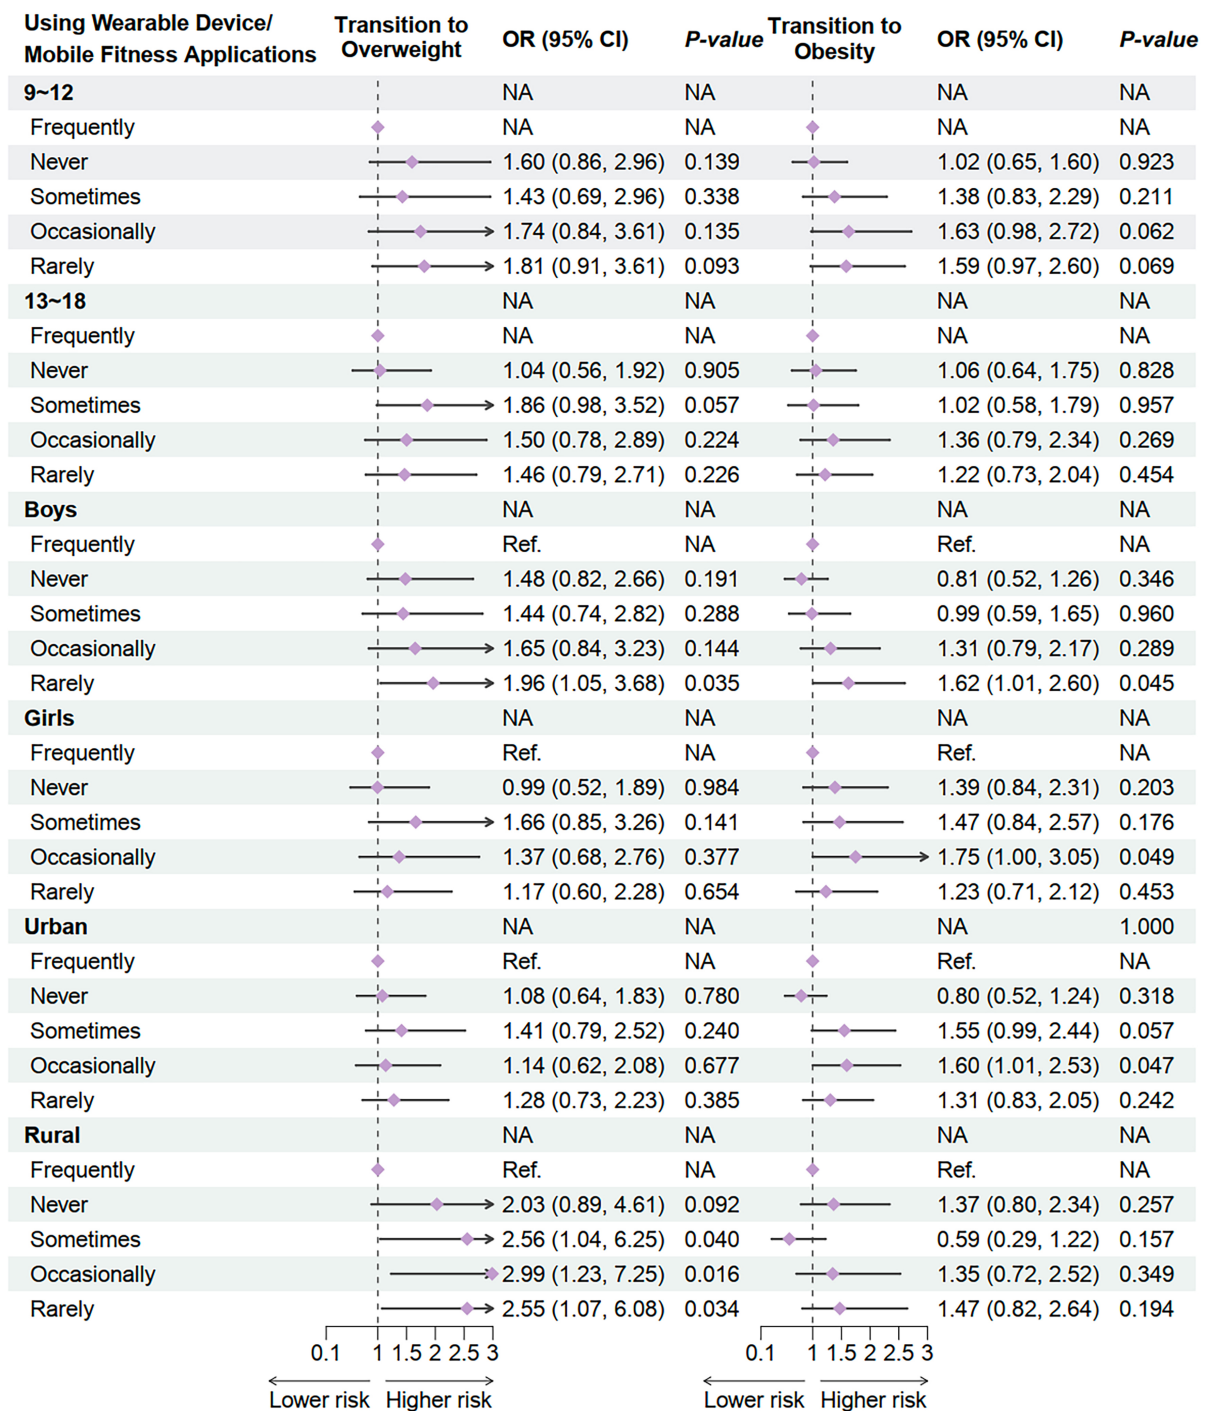 Using Wearable Device/ Transition to OR (95% CI) P-value Transition to OR (95% CI) P-value
Mobile Fitness Applications Overweight Obesity
9~12 NA NA NA NA
Frequently NA NA NA NA
Never 1.60 (0.86, 2.96) 0.139 1.02 (0.65, 1.60) 0.923
Sometimes 1.43 (0.69, 2.96) 0.338 1.38 (0.83, 2.29) 0.211
Occasionally 1.74 (0.84, 3.61) 0.135 1.63 (0.98, 2.72) 0.062
Rarely 1.81 (0.91, 3.61) 0.093 1.59 (0.97, 2.60) 0.069
13~18 NA NA NA NA
Frequently NA NA NA NA
Never 1.04 (0.56, 1.92) 0.905 1.06 (0.64, 1.75) 0.828
Sometimes 1.86 (0.98, 3.52) 0.057 1.02 (0.58, 1.79) 0.957
Occasionally 1.50 (0.78, 2.89) 0.224 1.36 (0.79, 2.34) 0.269
Rarely 1.46 (0.79, 2.71) 0.226 1.22 (0.73, 2.04) 0.454
Boys NA NA NA NA
Frequently Ref. NA Ref. NA
Never 1.48 (0.82, 2.66) 0.191 0.81 (0.52, 1.26) 0.346
Sometimes 1.44 (0.74, 2.82) 0.288 0.99 (0.59, 1.65) 0.960
Occasionally 1.65 (0.84, 3.23) 0.144 1.31 (0.79, 2.17) 0.289
Rarely 1.96 (1.05, 3.68) 0.035 1.62 (1.01, 2.60) 0.045
Girls NA NA NA NA
Frequently Ref. NA Ref. NA
Never 0.99 (0.52, 1.89) 0.984 1.39 (0.84, 2.31) 0.203
Sometimes 1.66 (0.85, 3.26) 0.141 1.47 (0.84, 2.57) 0.176
Occasionally 1.37 (0.68, 2.76) 0.377 1.75 (1.00, 3.05) 0.049
Rarely 1.17 (0.60, 2.28) 0.654 1.23 (0.71, 2.12) 0.453
Urban NA NA NA 1.000
Frequently Ref. NA Ref. NA
Never 1.08 (0.64, 1.83) 0.780 0.80 (0.52, 1.24) 0.318
Sometimes 1.41 (0.79, 2.52) 0.240 1.55 (0.99, 2.44) 0.057
Occasionally 1.14 (0.62, 2.08) 0.677 1.60 (1.01, 2.53) 0.047
Rarely 1.28 (0.73, 2.23) 0.385 1.31 (0.83, 2.05) 0.242
Rural NA NA NA NA
Frequently Ref. NA Ref. NA
Never 2.03 (0.89, 4.61) 0.092 1.37 (0.80, 2.34) 0.257
Sometimes 2.56 (1.04, 6.25) 0.040 0.59 (0.29, 1.22) 0.157
Occasionally 2.99 (1.23, 7.25) 0.016 1.35 (0.72, 2.52) 0.349
Rarely 2.55 (1.07, 6.08) 0.034 1.47 (0.82, 2.64) 0.194
0.1 1 1.5 2 2.5 3 0.1 1 1.5 2 2.5 3
Lower risk Higher risk Lower risk Higher risk